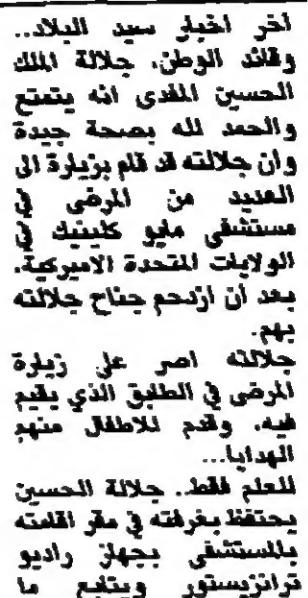 آخر اخبار سيد البلاد..
وقائد الوطن. جلالة الملك
الحسين المفدى انه يتمتع
والحمد لله بصحة جيدة
وان جلالته قد قام بزيارة الى
العديد من المرضى في
مستشفى مايو كلينيك في
الولايات المتحدة الاميركية.
بعد أن ازدحم جناح جلالته
بهم.
جلالته اصر على زيارة
المرضى في الطابق الذي يقيم
فيه. وقدم للاطفال منهم
الهدايا...
للعلم فقط.. جلالة الحسين
يحتفظ بغرفته في مقر اقامته
بالمستشفى بجهاز راديو
ترانزيستور ويتابع ما